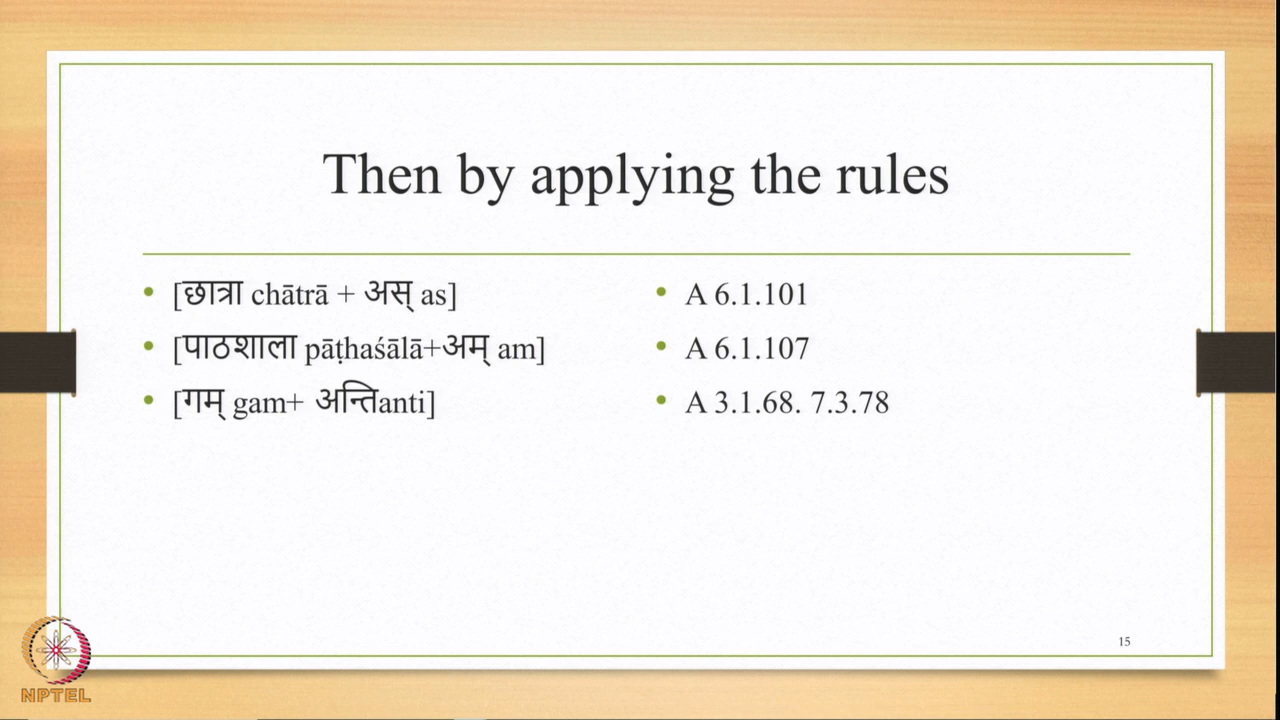 Then by applying the rules
• [छात्रा chātrā + अस् as]
• A 6.1.101
• [पाठशाला pāṭhaśālā+अम् am]
• A 6.1.107
• [गम् gam+ अन्तिanti]
• A 3.1.68. 7.3.78
15
NPTEL